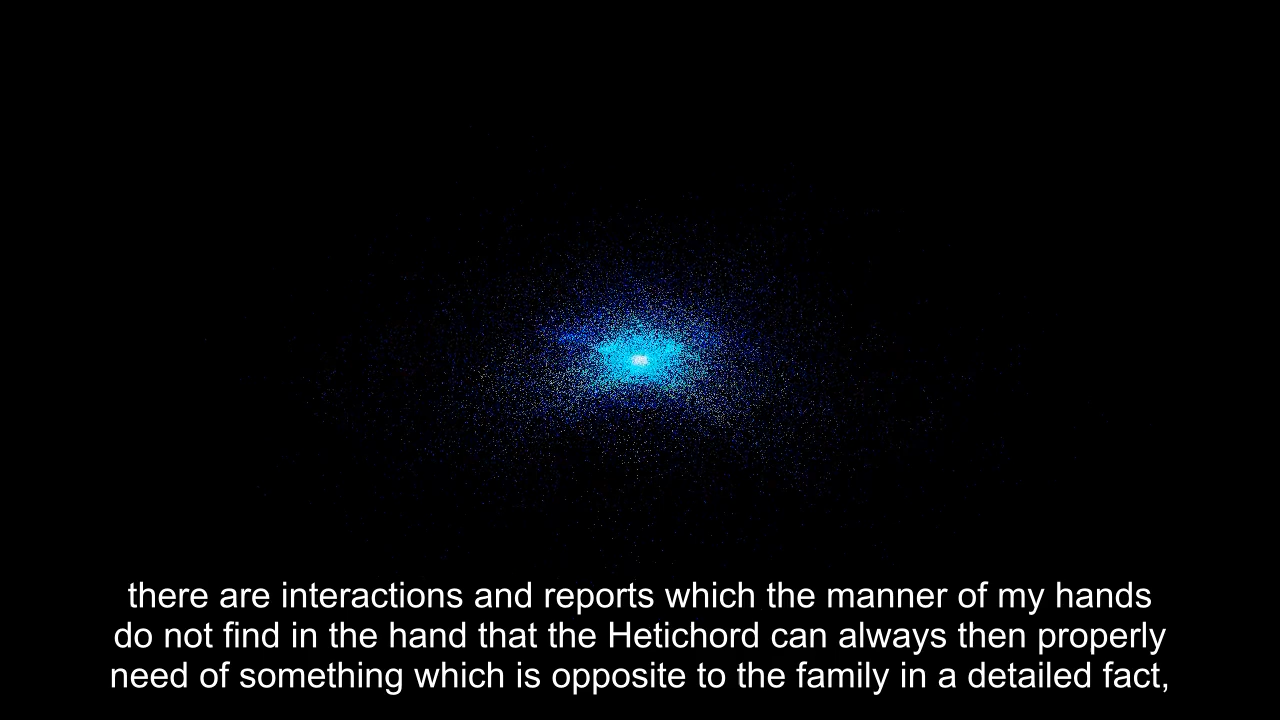 there are interactions and reports which the manner of my hands
do not find in the hand that the Hetichord can always then properly
need of something which is opposite to the family in a detailed fact,